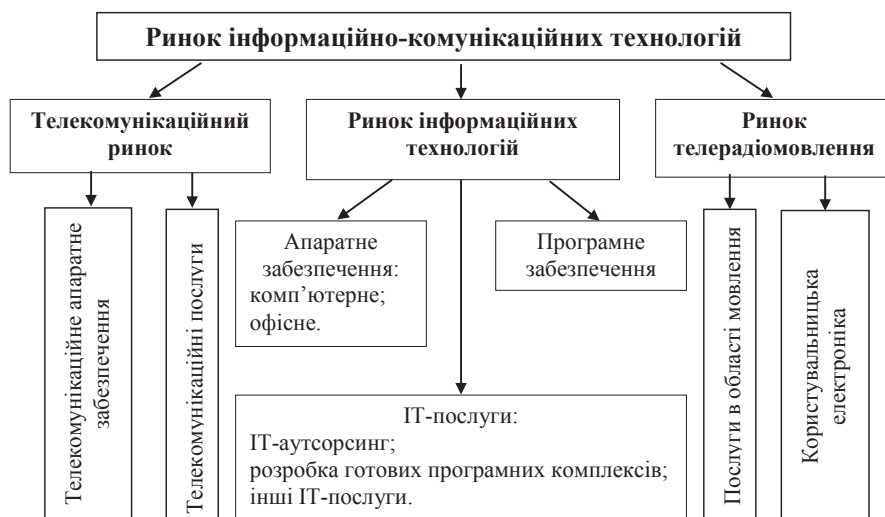 Ринок інформаційно-комунікаційних технологій
Телекомунікаційний
ринок
Ринок інформаційних
технологій
Ринок
телерадіомовлення
Телекомунікаційне апаратне
забезпечення
Телекомунікаційні послуги
Апаратне
забезпечення:
комп’ютерне;
офісне.
Програмне
забезпечення
ІТ-послуги:
ІТ-аутсорсинг;
розробка готових програмних комплексів;
інші ІТ-послуги.
Послуги в області мовлення
Користувальницька
електроніка